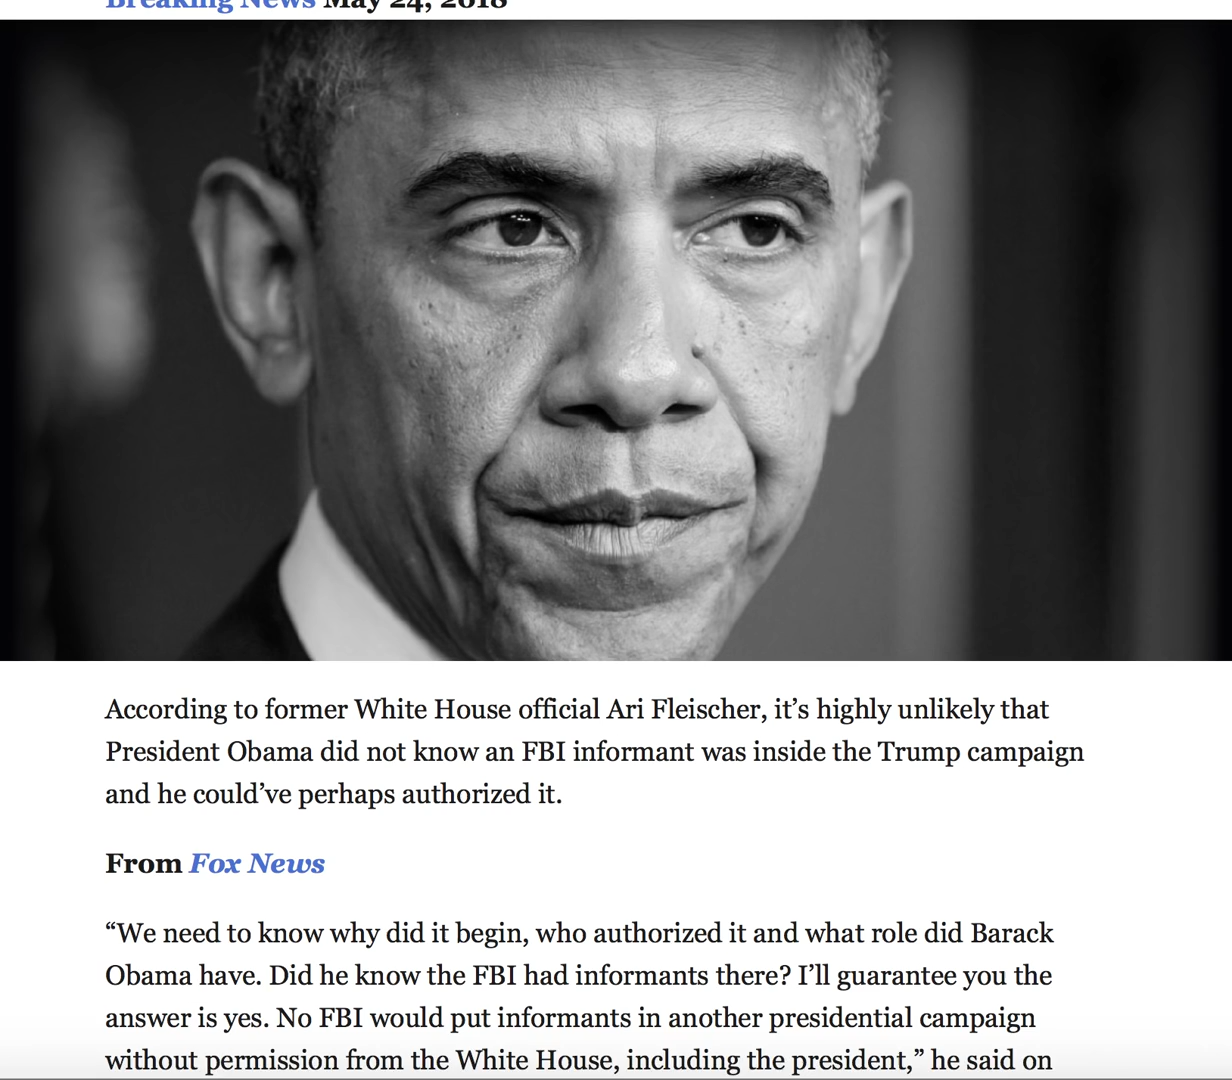 Breaking News May 24, 2018
According to former White House official Ari Fleischer, it’s highly unlikely that
President Obama did not know an FBI informant was inside the Trump campaign
and he could’ve perhaps authorized it.
From Fox News
“We need to know why did it begin, who authorized it and what role did Barack
Obama have. Did he know the FBI had informants there? I’ll guarantee you the
answer is yes. No FBI would put informants in another presidential campaign
without permission from the White House, including the president,” he said on